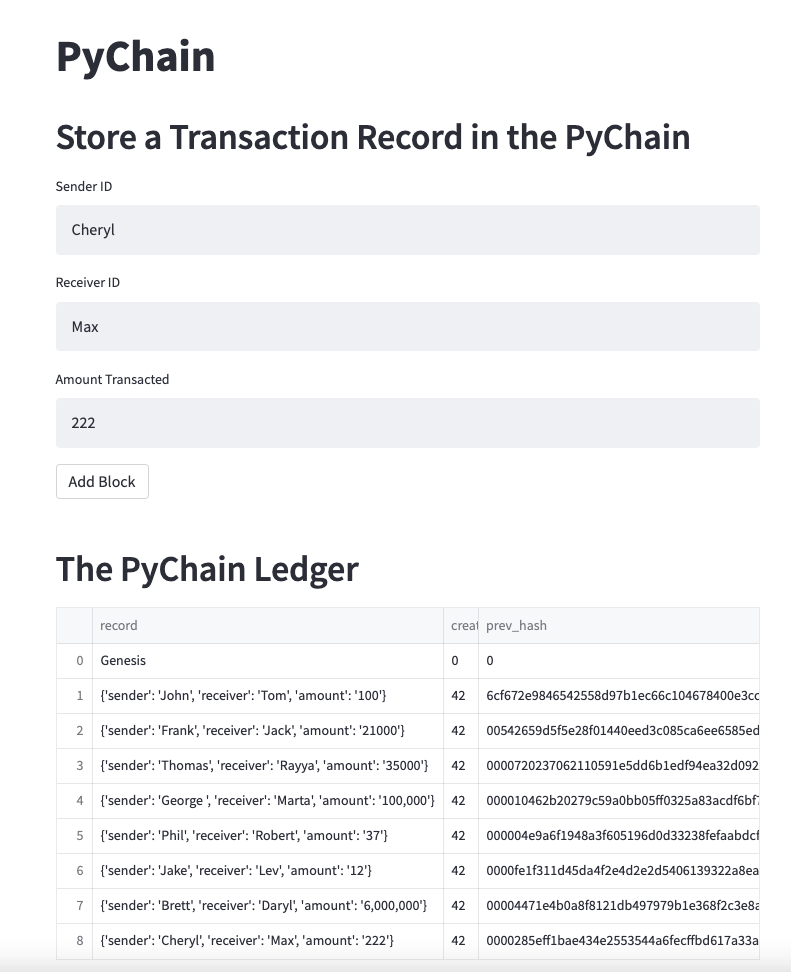 PyChain
Store a Transaction Record in the PyChain
Sender ID
Cheryl
Receiver ID
Max
Amount Transacted
222
Add Block
The PyChain Ledger
record creat prev_hash
0 Genesis 0 0
1 {'sender': 'John', 'receiver': 'Tom', 'amount': '100'} 42 6cf672e9846542558d97b1ec66c104678400e3cc
2 {'sender': 'Frank', 'receiver': 'Jack', 'amount': '21000'} 42 00542659d5f5e28f01440eed3c085ca6ee6585ed
3 {'sender': 'Thomas', 'receiver': 'Rayya', 'amount': '35000'} 42 0000720237062110591e5dd6b1edf94ea32d092
4 {'sender': 'George ', 'receiver': 'Marta', 'amount': '100,000'} 42 000010462b20279c59a0bb05ff0325a83acdf6bf7
5 {'sender': 'Phil', 'receiver': 'Robert', 'amount': '37'} 42 000004e9a6f1948a3f605196d0d33238fefaabdcf
6 {'sender': 'Jake', 'receiver': 'Lev', 'amount': '12'} 42 0000fe1f311d45da4f2e4d2e2d5406139322a8ea
7 {'sender': 'Brett', 'receiver': 'Daryl', 'amount': '6,000,000'} 42 00004471e4b0a8f8121db497979b1e368f2c3e8a
8 {'sender': 'Cheryl', 'receiver': 'Max', 'amount': '222'} 42 0000285eff1bae434e2553544a6fecffbd617a33a